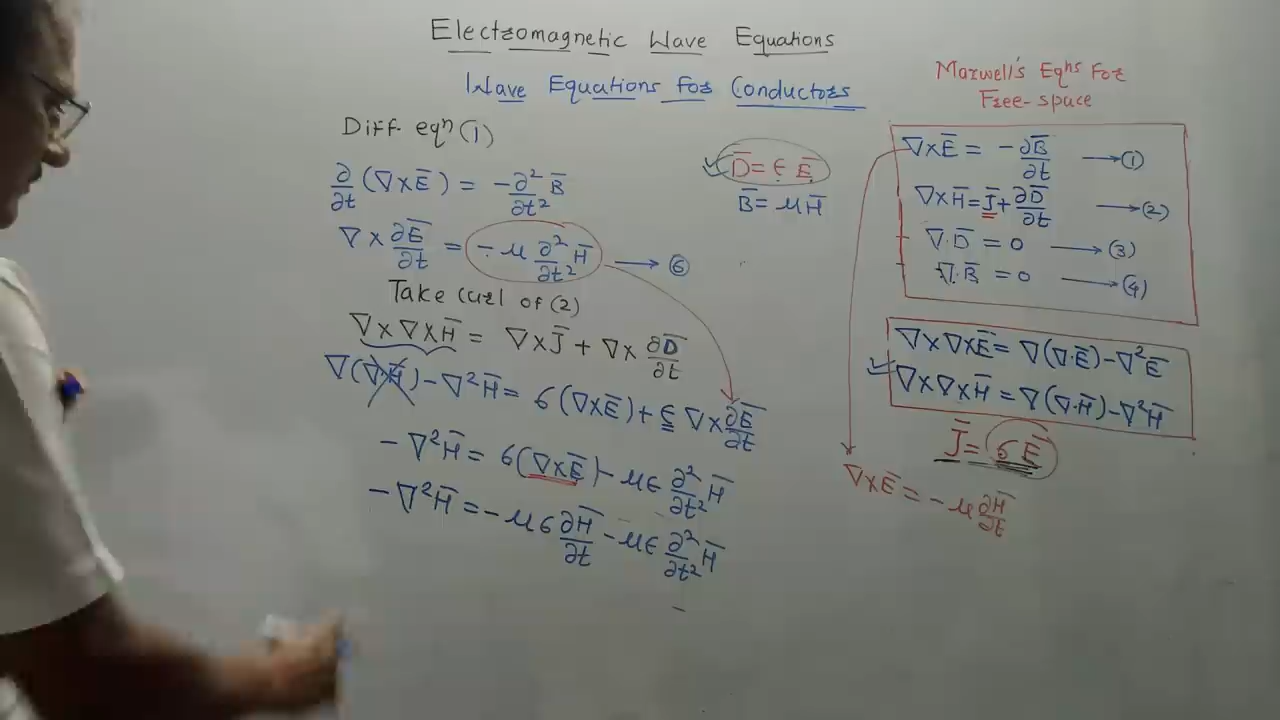 Electromagnetic Wave Equations
Wave Equations For Conductors
Diff. eqⁿ (1)
∂/∂t (∇×E̅) = -∂²/∂t² B̅
∇ × ∂E̅/∂t = -μ ∂²/∂t² H̅ → ⑥
Take curl of (2)
∇×∇×H̅ = ∇×J̅ + ∇× ∂D̅/∂t
∇(∇·H̅) - ∇²H̅ = σ(∇×E̅) + ε ∇× ∂E̅/∂t
-∇²H̅ = σ(∇×E̅) - με ∂²/∂t² H̅
-∇²H̅ = -μσ ∂H̅/∂t - με ∂²/∂t² H̅
D̅ = ε E̅
B̅ = μH̅
Maxwell's Eqⁿs For
Free-space
∇×E̅ = -∂B̅/∂t → ①
∇×H̅ = J̅ + ∂D̅/∂t → (2)
∇·D̅ = 0 → (3)
∇·B̅ = 0 → (4)
∇×∇×E̅ = ∇(∇·E̅) - ∇²E̅
∇×∇×H̅ = ∇(∇·H̅) - ∇²H̅
J̅ = σE̅
∇×E̅ = -μ ∂H̅/∂t